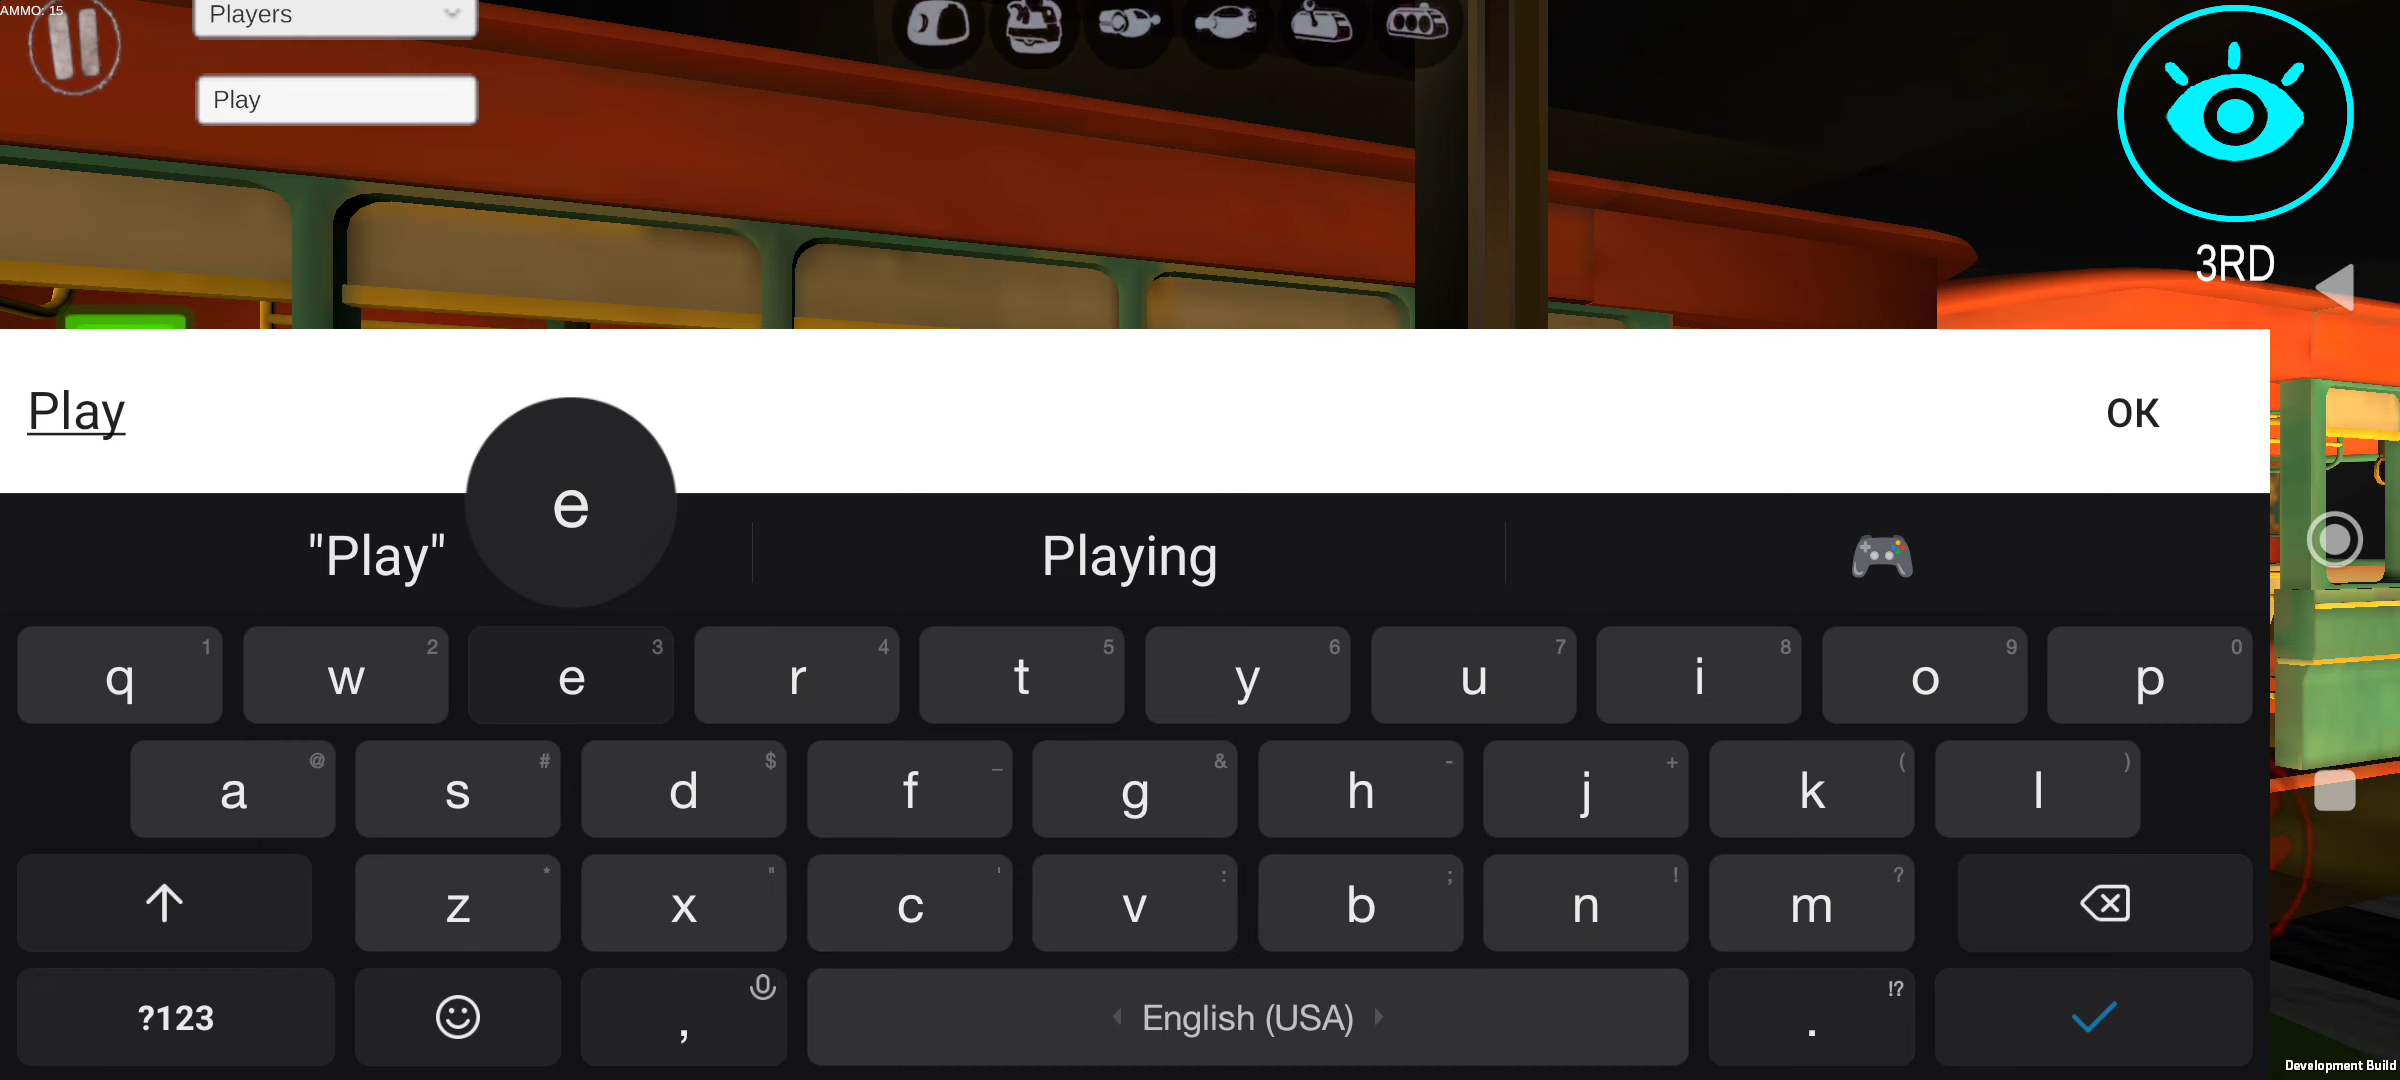 AMMO: 15
Players
Play
3RD
Play
OK
e
"Play"
Playing
q 1 w 2 e 3 r 4 t 5 y 6 u 7 i 8 o 9 p 0
a @ s # d $ f _ g & h - j + k ( l )
z * x " c ' v : b ; n ! m ?
?123 , English (USA) . !?
Development Build